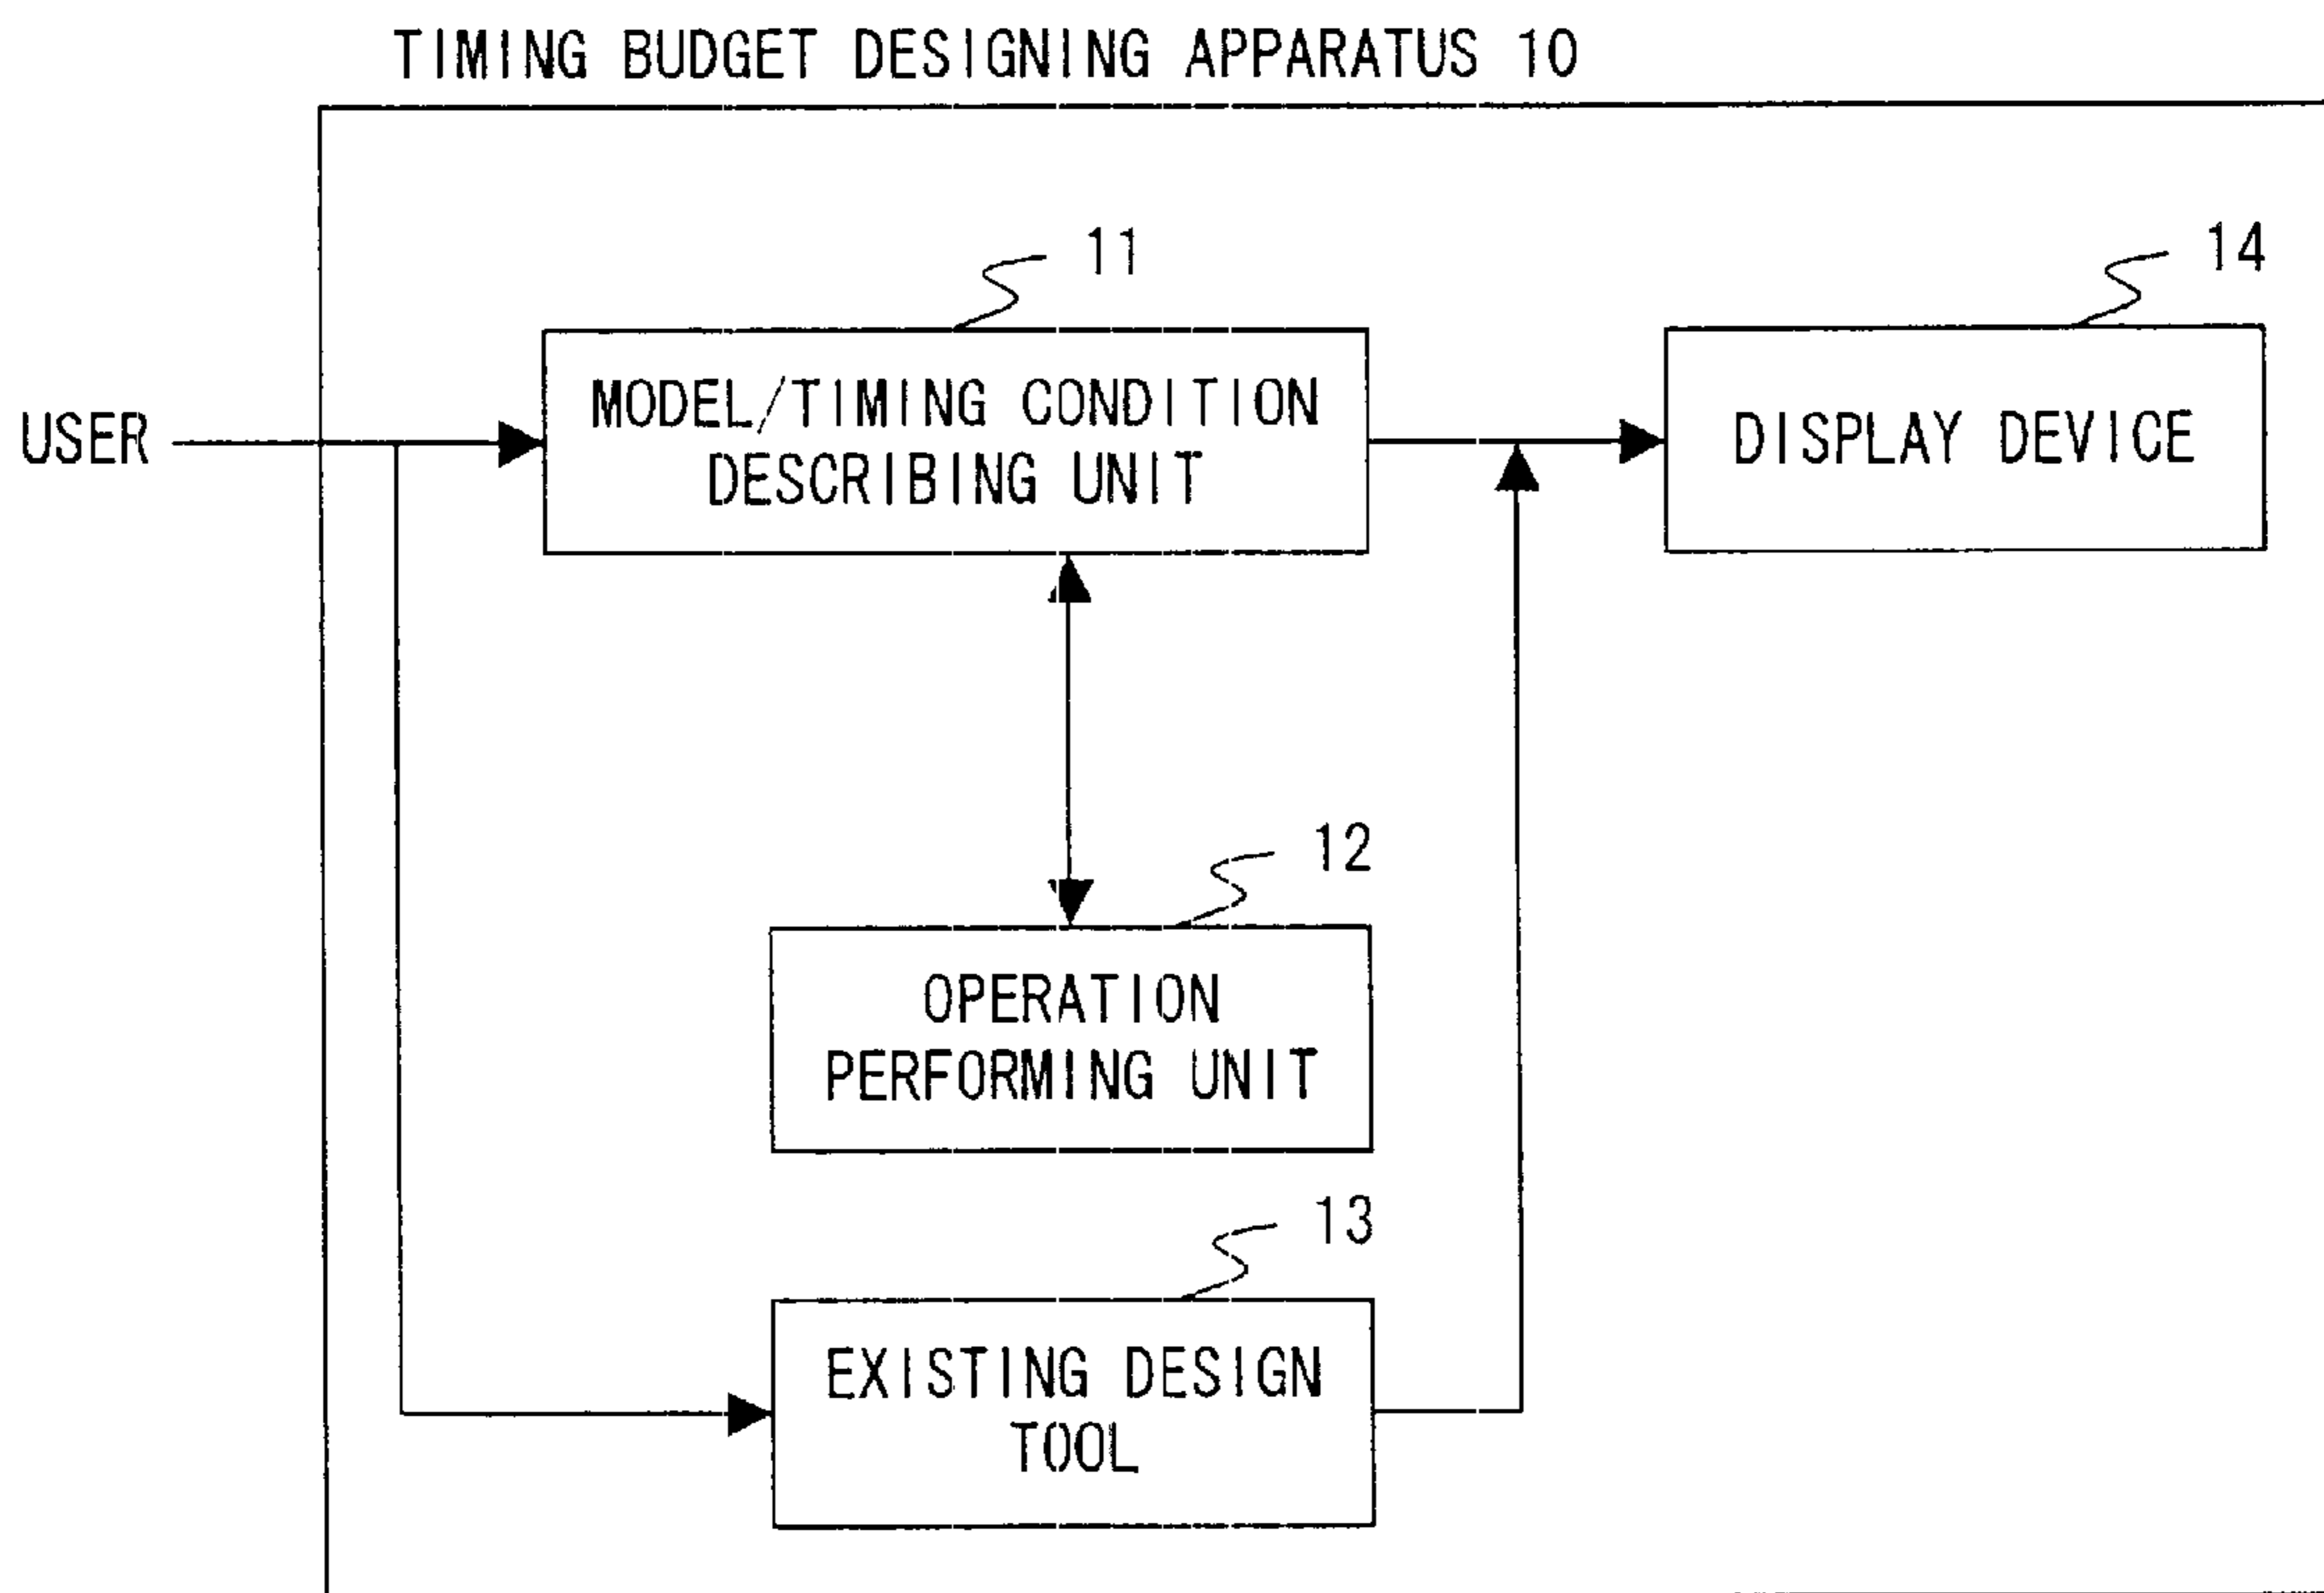 TIMING BUDGET DESIGNING APPARATUS 10
11
14
USER
MODEL/TIMING CONDITION
DESCRIBING UNIT
DISPLAY DEVICE
12
OPERATION
PERFORMING UNIT
13
EXISTING DESIGN
TOOL